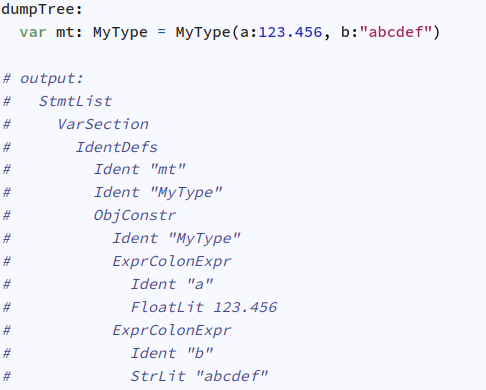 dumpTree:
  var mt: MyType = MyType(a:123.456, b:"abcdef")

# output:
#   StmtList
#     VarSection
#       IdentDefs
#         Ident "mt"
#         Ident "MyType"
#         ObjConstr
#           Ident "MyType"
#           ExprColonExpr
#             Ident "a"
#             FloatLit 123.456
#           ExprColonExpr
#             Ident "b"
#             StrLit "abcdef"